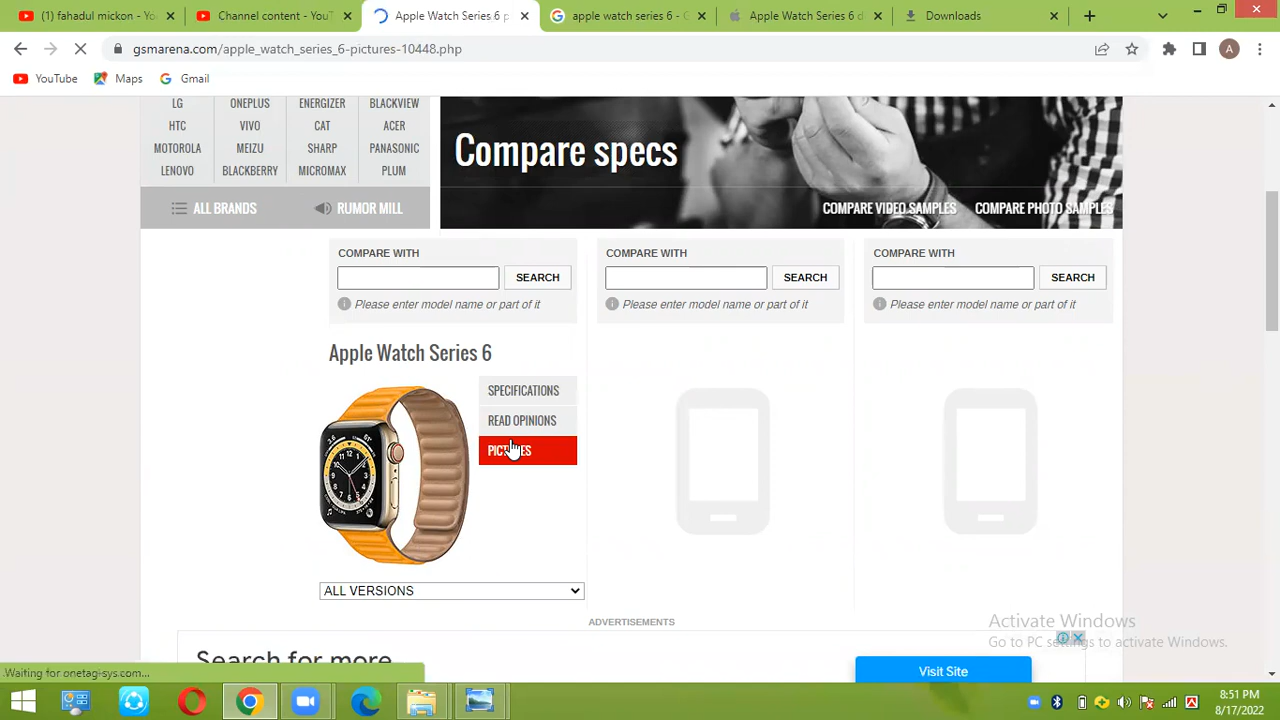 (1) fahadul mickon - You
Channel content - YouT
Apple Watch Series 6 p
apple watch series 6 - G
Apple Watch Series 6 d
Downloads
gsmarena.com/apple_watch_series_6-pictures-10448.php
A
YouTube
Maps
Gmail
LG
ONEPLUS
ENERGIZER
BLACKVIEW
HTC
VIVO
CAT
ACER
MOTOROLA
MEIZU
SHARP
PANASONIC
LENOVO
BLACKBERRY
MICROMAX
PLUM
ALL BRANDS
RUMOR MILL
Compare specs
COMPARE VIDEO SAMPLES
COMPARE PHOTO SAMPLES
COMPARE WITH
COMPARE WITH
COMPARE WITH
SEARCH
SEARCH
SEARCH
Please enter model name or part of it
Please enter model name or part of it
Please enter model name or part of it
Apple Watch Series 6
SPECIFICATIONS
READ OPINIONS
PICTURES
ALL VERSIONS
ADVERTISEMENTS
Activate Windows
Go to PC settings to activate Windows.
Search for more
Visit Site
Waiting for onetag-sys.com...
8:51 PM
8/17/2022